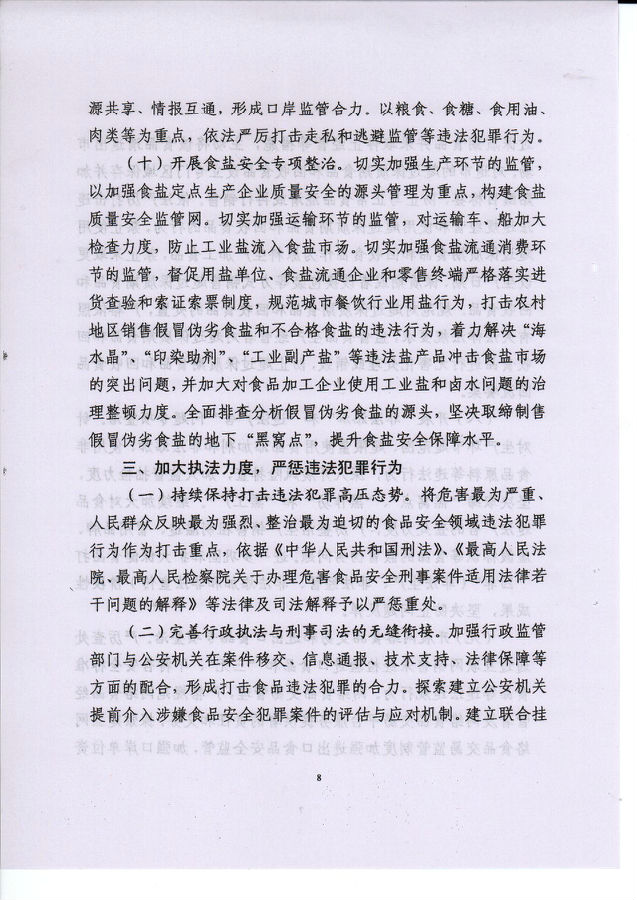 源共享、情报互通，形成口岸监管合力。以粮食、食糖、食用油、
肉类等为重点，依法严厉打击走私和逃避监管等违法犯罪行为。
（十）开展食盐安全专项整治。切实加强生产环节的监管，
以加强食盐定点生产企业质量安全的源头管理为重点，构建食盐
质量安全监管网。切实加强运输环节的监管，对运输车、船加大
检查力度，防止工业盐流入食盐市场。切实加强食盐流通消费环
节的监管，督促用盐单位、食盐流通企业和零售终端严格落实进
货查验和索证索票制度，规范城市餐饮行业用盐行为，打击农村
地区销售假冒伪劣食盐和不合格食盐的违法行为，着力解决“海
水晶”、“印染助剂”、“工业副产盐”等违法盐产品冲击食盐市场
的突出问题，并加大对食品加工企业使用工业盐和卤水问题的治
理整顿力度。全面排查分析假冒伪劣食盐的源头，坚决取缔制售
假冒伪劣食盐的地下“黑窝点”，提升食盐安全保障水平。
三、加大执法力度，严惩违法犯罪行为
（一）持续保持打击违法犯罪高压态势。将危害最为严重、
人民群众反映最为强烈、整治最为迫切的食品安全领域违法犯罪
行为作为打击重点，依据《中华人民共和国刑法》、《最高人民法
院、最高人民检察院关于办理危害食品安全刑事案件适用法律若
干问题的解释》等法律及司法解释予以严惩重处。
（二）完善行政执法与刑事司法的无缝衔接。加强行政监管
部门与公安机关在案件移交、信息通报、技术支持、法律保障等
方面的配合，形成打击食品违法犯罪的合力。探索建立公安机关
提前介入涉嫌食品安全犯罪案件的评估与应对机制。建立联合挂
8